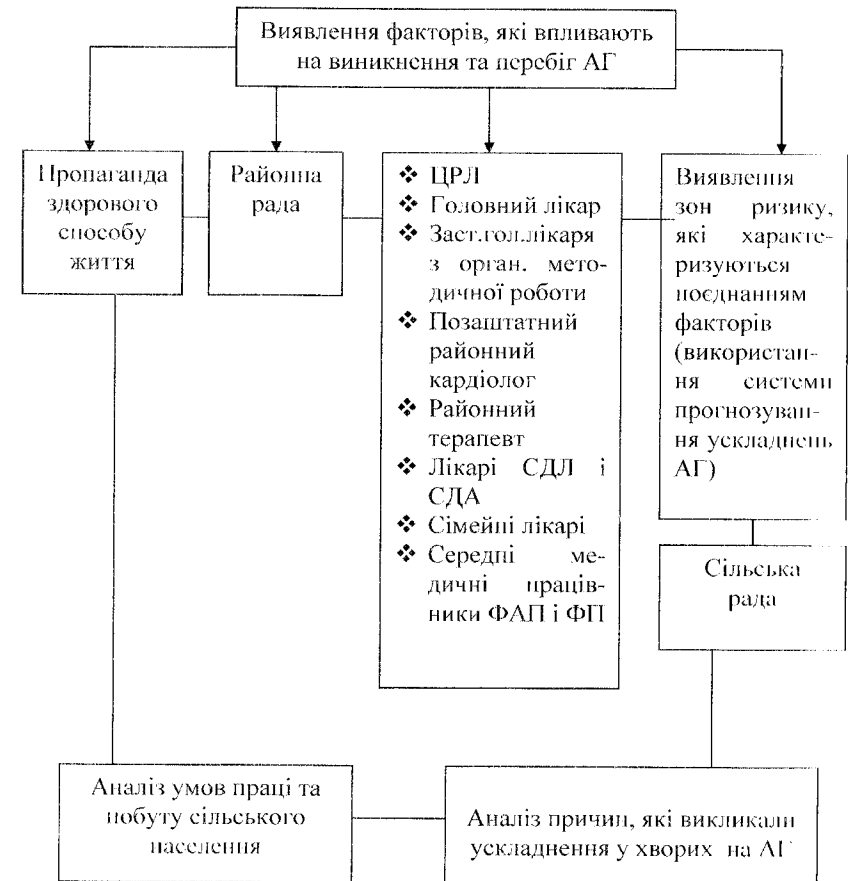 Виявлення факторів, які впливають
на виникнення та перебіг АГ
Пропаганда
здорового
способу
життя
Районна
рада
❖ ЦРЛ
❖ Головний лікар
❖ Заст.гол.лікаря
з орган. мето-
дичної роботи
❖ Позаштатний
районний
кардіолог
❖ Районний
терапевт
❖ Лікарі СДЛ і
СДА
❖ Сімейні лікарі
❖ Середні ме-
дичні праців-
ники ФАП і ФП
Виявлення
зон ризику,
які характе-
ризуються
поєднанням
факторів
(використан-
ня системи
прогнозуван-
ня ускладнень
АГ)
Сільська
рада
Аналіз умов праці та
побуту сільського
населення
Аналіз причин, які викликали
ускладнення у хворих на АГ